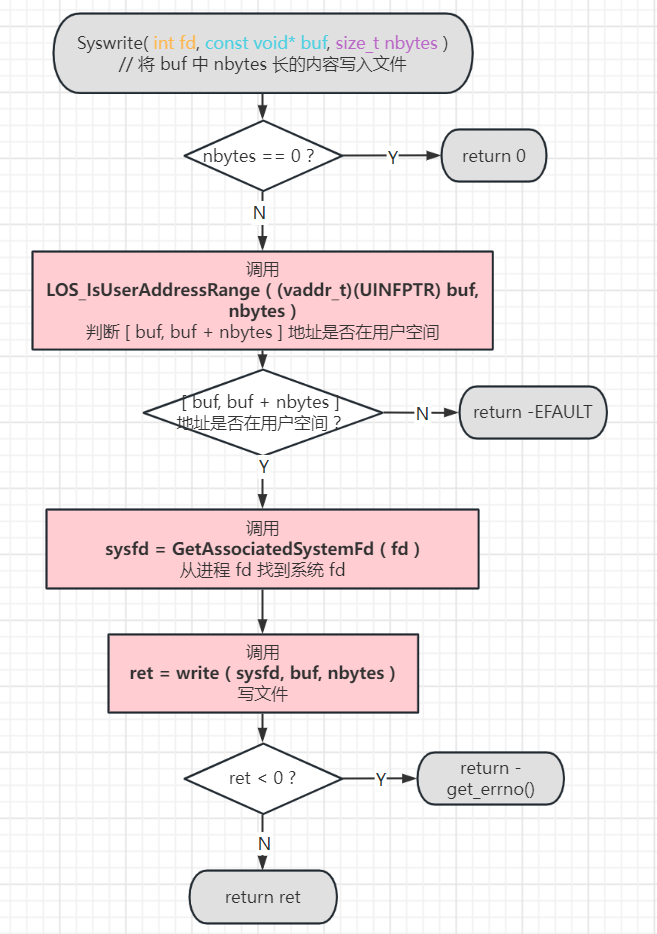 Syswrite( int fd, const void* buf, size_t nbytes )
// 将 buf 中 nbytes 长的内容写入文件
nbytes == 0 ?
Y
return 0
N
调用
LOS_IsUserAddressRange ( (vaddr_t)(UINFPTR) buf,
nbytes )
判断 [ buf, buf + nbytes ] 地址是否在用户空间
[ buf, buf + nbytes ]
地址是否在用户空间 ?
N
return -EFAULT
Y
调用
sysfd = GetAssociatedSystemFd ( fd )
从进程 fd 找到系统 fd
调用
ret = write ( sysfd, buf, nbytes )
写文件
ret < 0 ?
Y
return -
get_errno()
N
return ret